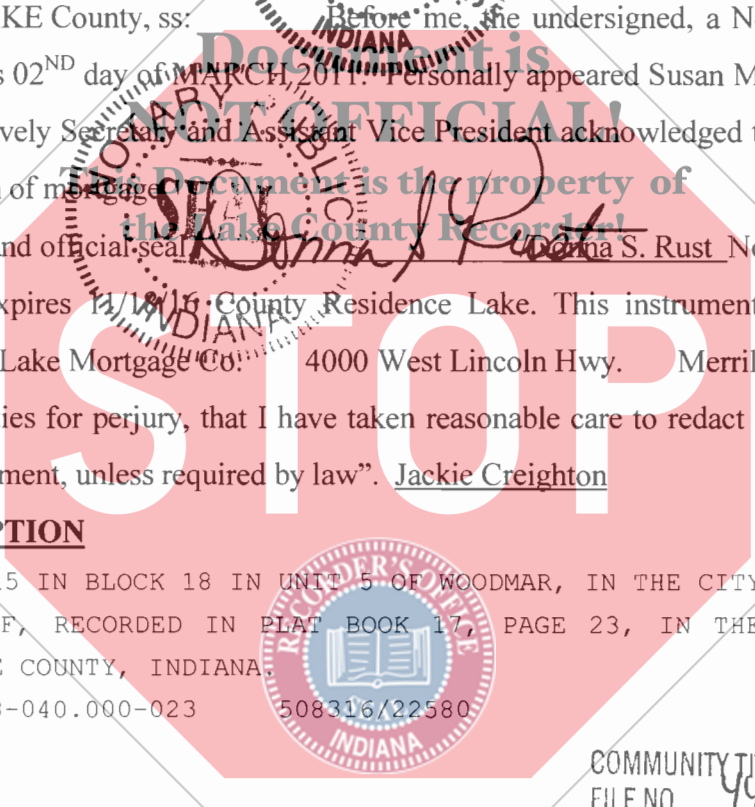 KE County, ss: Before me, the undersigned, a N
INDIANA
Document is
02ND day of MARCH, 2011. Personally appeared Susan M
NOTARY PUBLIC
NOT OFFICIAL!
vely Secretary and Assistant Vice President acknowledged
This Document is the property of
of mortgage
the Lake County Recorder!
nd official seal Donna S Rust Donna S. Rust No
SEAL
xpires 11/18/16 County Residence Lake. This instrument
INDIANA
Lake Mortgage Co. 4000 West Lincoln Hwy. Merril
STOP
ies for perjury, that I have taken reasonable care to redact
ment, unless required by law”. Jackie Creighton
PTION
5 IN BLOCK 18 IN UNIT 5 OF WOODMAR, IN THE CITY
F, RECORDED IN PLAT BOOK 17, PAGE 23, IN THE
E COUNTY, INDIANA.
RECORDER'S OFFICE
-040.000-023 508316/22580
INDIANA
COMMUNITY TI
FILE NO